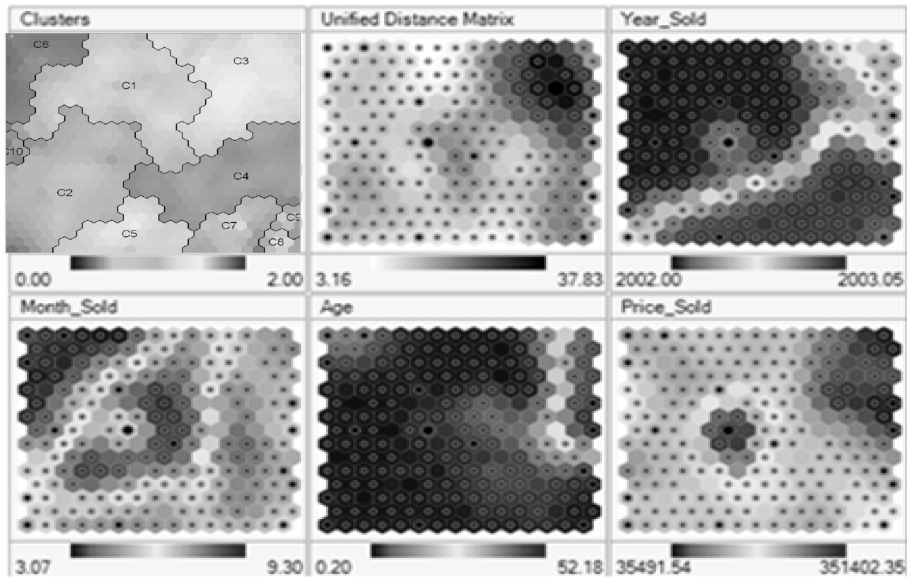 Clusters
Unified Distance Matrix
Year_Sold
C6
C3
C1
C10
C2
C4
C5
C7
C9
C8
0.00 2.00
3.16 37.83
2002.00 2003.05
Month_Sold
Age
Price_Sold
3.07 9.30
0.20 52.18
35491.54 351402.35